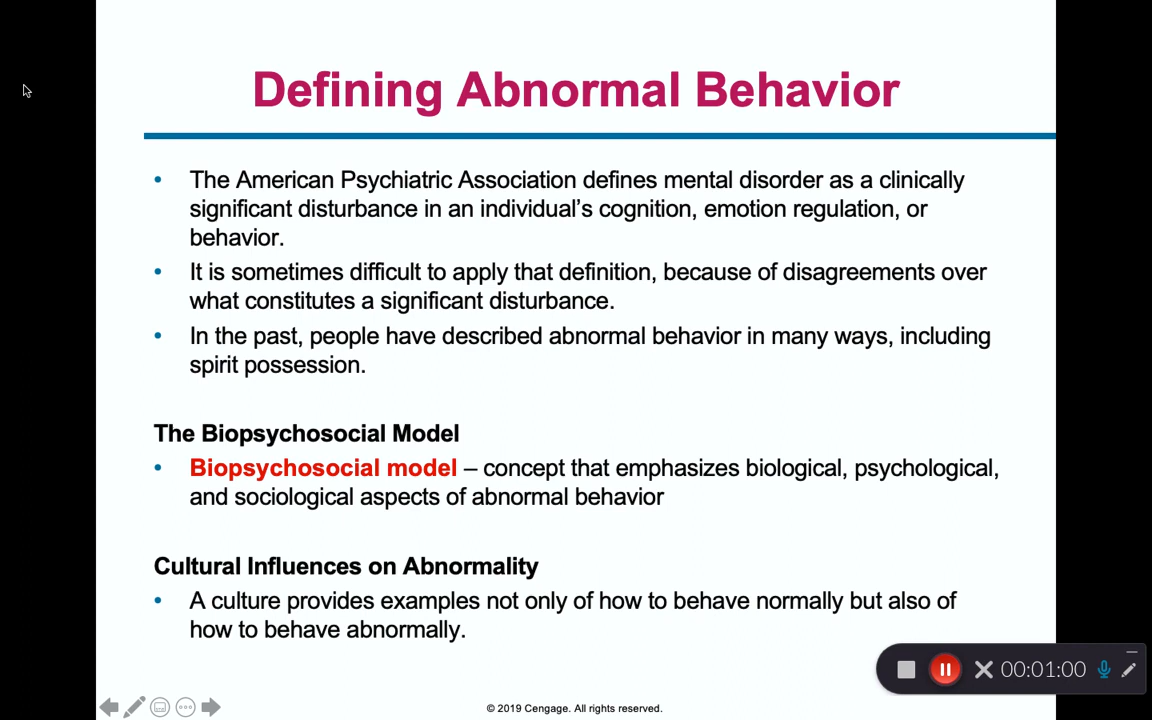 Defining Abnormal Behavior
• The American Psychiatric Association defines mental disorder as a clinically
significant disturbance in an individual’s cognition, emotion regulation, or
behavior.
• It is sometimes difficult to apply that definition, because of disagreements over
what constitutes a significant disturbance.
• In the past, people have described abnormal behavior in many ways, including
spirit possession.
The Biopsychosocial Model
• Biopsychosocial model – concept that emphasizes biological, psychological,
and sociological aspects of abnormal behavior
Cultural Influences on Abnormality
• A culture provides examples not only of how to behave normally but also of
how to behave abnormally.
00:01:00
© 2019 Cengage. All rights reserved.